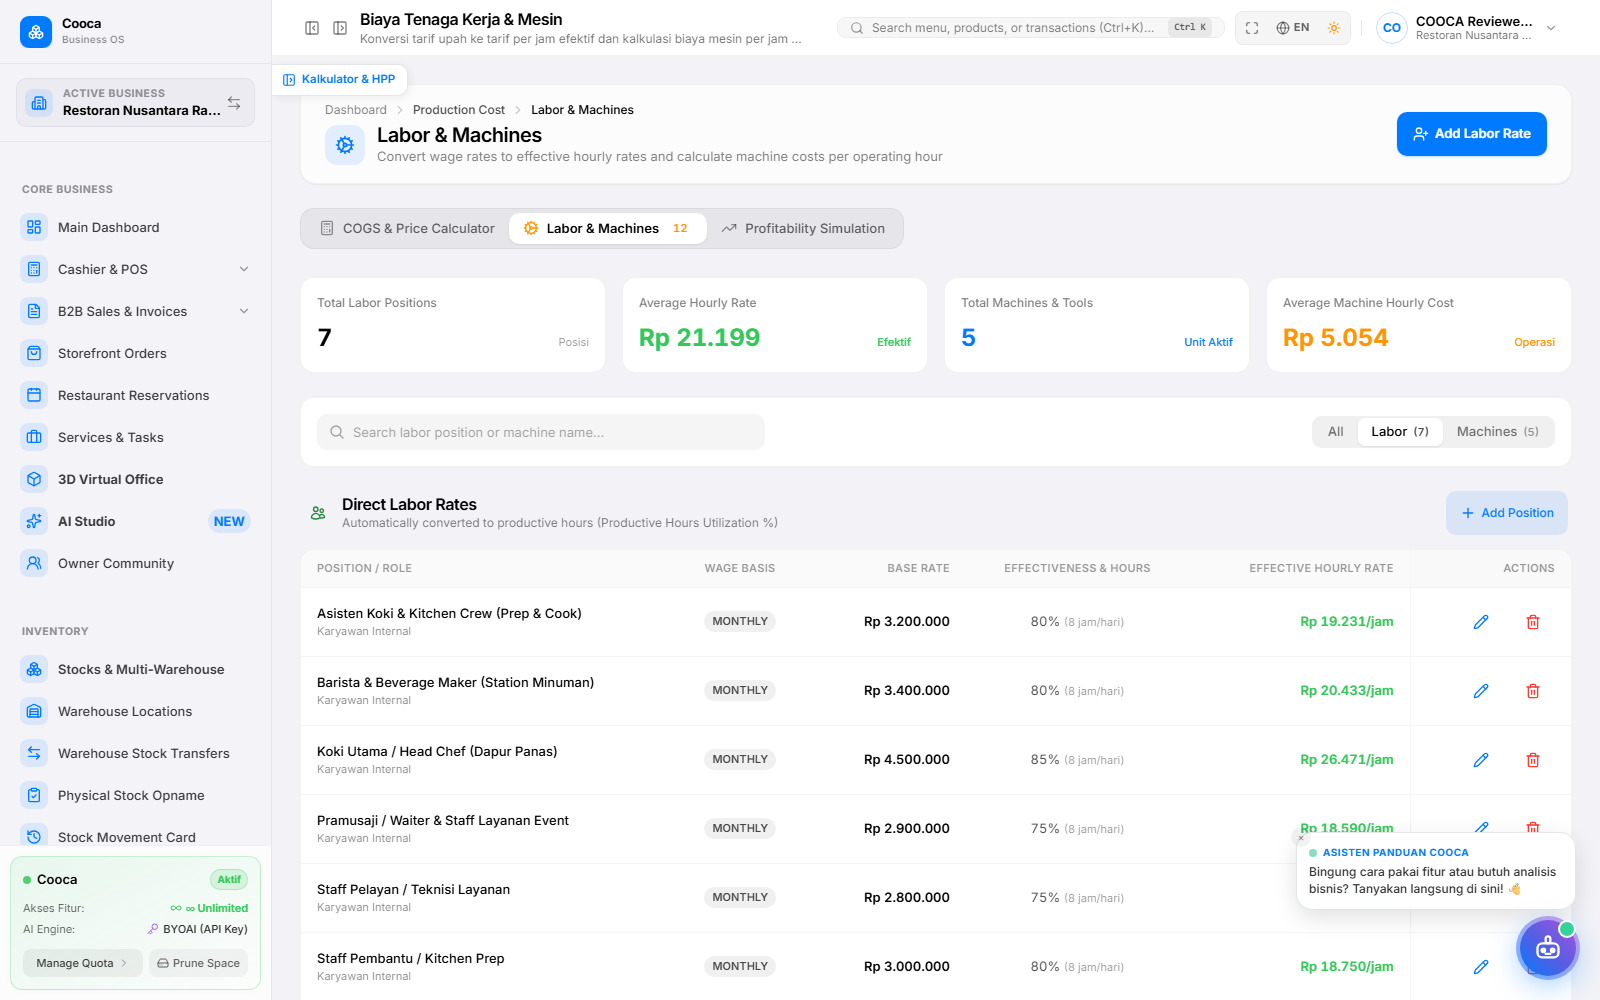 Cooca
Business OS
ACTIVE BUSINESS
Restoran Nusantara Ra...
CORE BUSINESS
Main Dashboard
Cashier & POS
B2B Sales & Invoices
Storefront Orders
Restaurant Reservations
Services & Tasks
3D Virtual Office
AI Studio NEW
Owner Community
INVENTORY
Stocks & Multi-Warehouse
Warehouse Locations
Warehouse Stock Transfers
Physical Stock Opname
Stock Movement Card
Cooca Aktif
Akses Fitur: ∞ Unlimited
AI Engine: BYOAI (API Key)
Manage Quota
Prune Space
Biaya Tenaga Kerja & Mesin
Konversi tarif upah ke tarif per jam efektif dan kalkulasi biaya mesin per jam ...
Search menu, products, or transactions (Ctrl+K)... Ctrl K
EN
CO
COOCA Reviewe...
Restoran Nusantara ...
Kalkulator & HPP
Dashboard > Production Cost > Labor & Machines
Labor & Machines
Convert wage rates to effective hourly rates and calculate machine costs per operating hour
Add Labor Rate
COGS & Price Calculator
Labor & Machines 12
Profitability Simulation
Total Labor Positions
7 Posisi
Average Hourly Rate
Rp 21.199 Efektif
Total Machines & Tools
5 Unit Aktif
Average Machine Hourly Cost
Rp 5.054 Operasi
Search labor position or machine name...
All
Labor (7)
Machines (5)
Direct Labor Rates
Automatically converted to productive hours (Productive Hours Utilization %)
+ Add Position
POSITION / ROLE WAGE BASIS BASE RATE EFFECTIVENESS & HOURS EFFECTIVE HOURLY RATE ACTIONS
Asisten Koki & Kitchen Crew (Prep & Cook)
Karyawan Internal
MONTHLY Rp 3.200.000 80% (8 jam/hari) Rp 19.231/jam
Barista & Beverage Maker (Station Minuman)
Karyawan Internal
MONTHLY Rp 3.400.000 80% (8 jam/hari) Rp 20.433/jam
Koki Utama / Head Chef (Dapur Panas)
Karyawan Internal
MONTHLY Rp 4.500.000 85% (8 jam/hari) Rp 26.471/jam
Pramusaji / Waiter & Staff Layanan Event
Karyawan Internal
MONTHLY Rp 2.900.000 75% (8 jam/hari) Rp 18.590/jam
Staff Pelayan / Teknisi Layanan
Karyawan Internal
MONTHLY Rp 2.800.000 75% (8 jam/hari)
Staff Pembantu / Kitchen Prep
Karyawan Internal
MONTHLY Rp 3.000.000 80% (8 jam/hari) Rp 18.750/jam
×
ASISTEN PANDUAN COOCA
Bingung cara pakai fitur atau butuh analisis
bisnis? Tanyakan langsung di sini! 👋